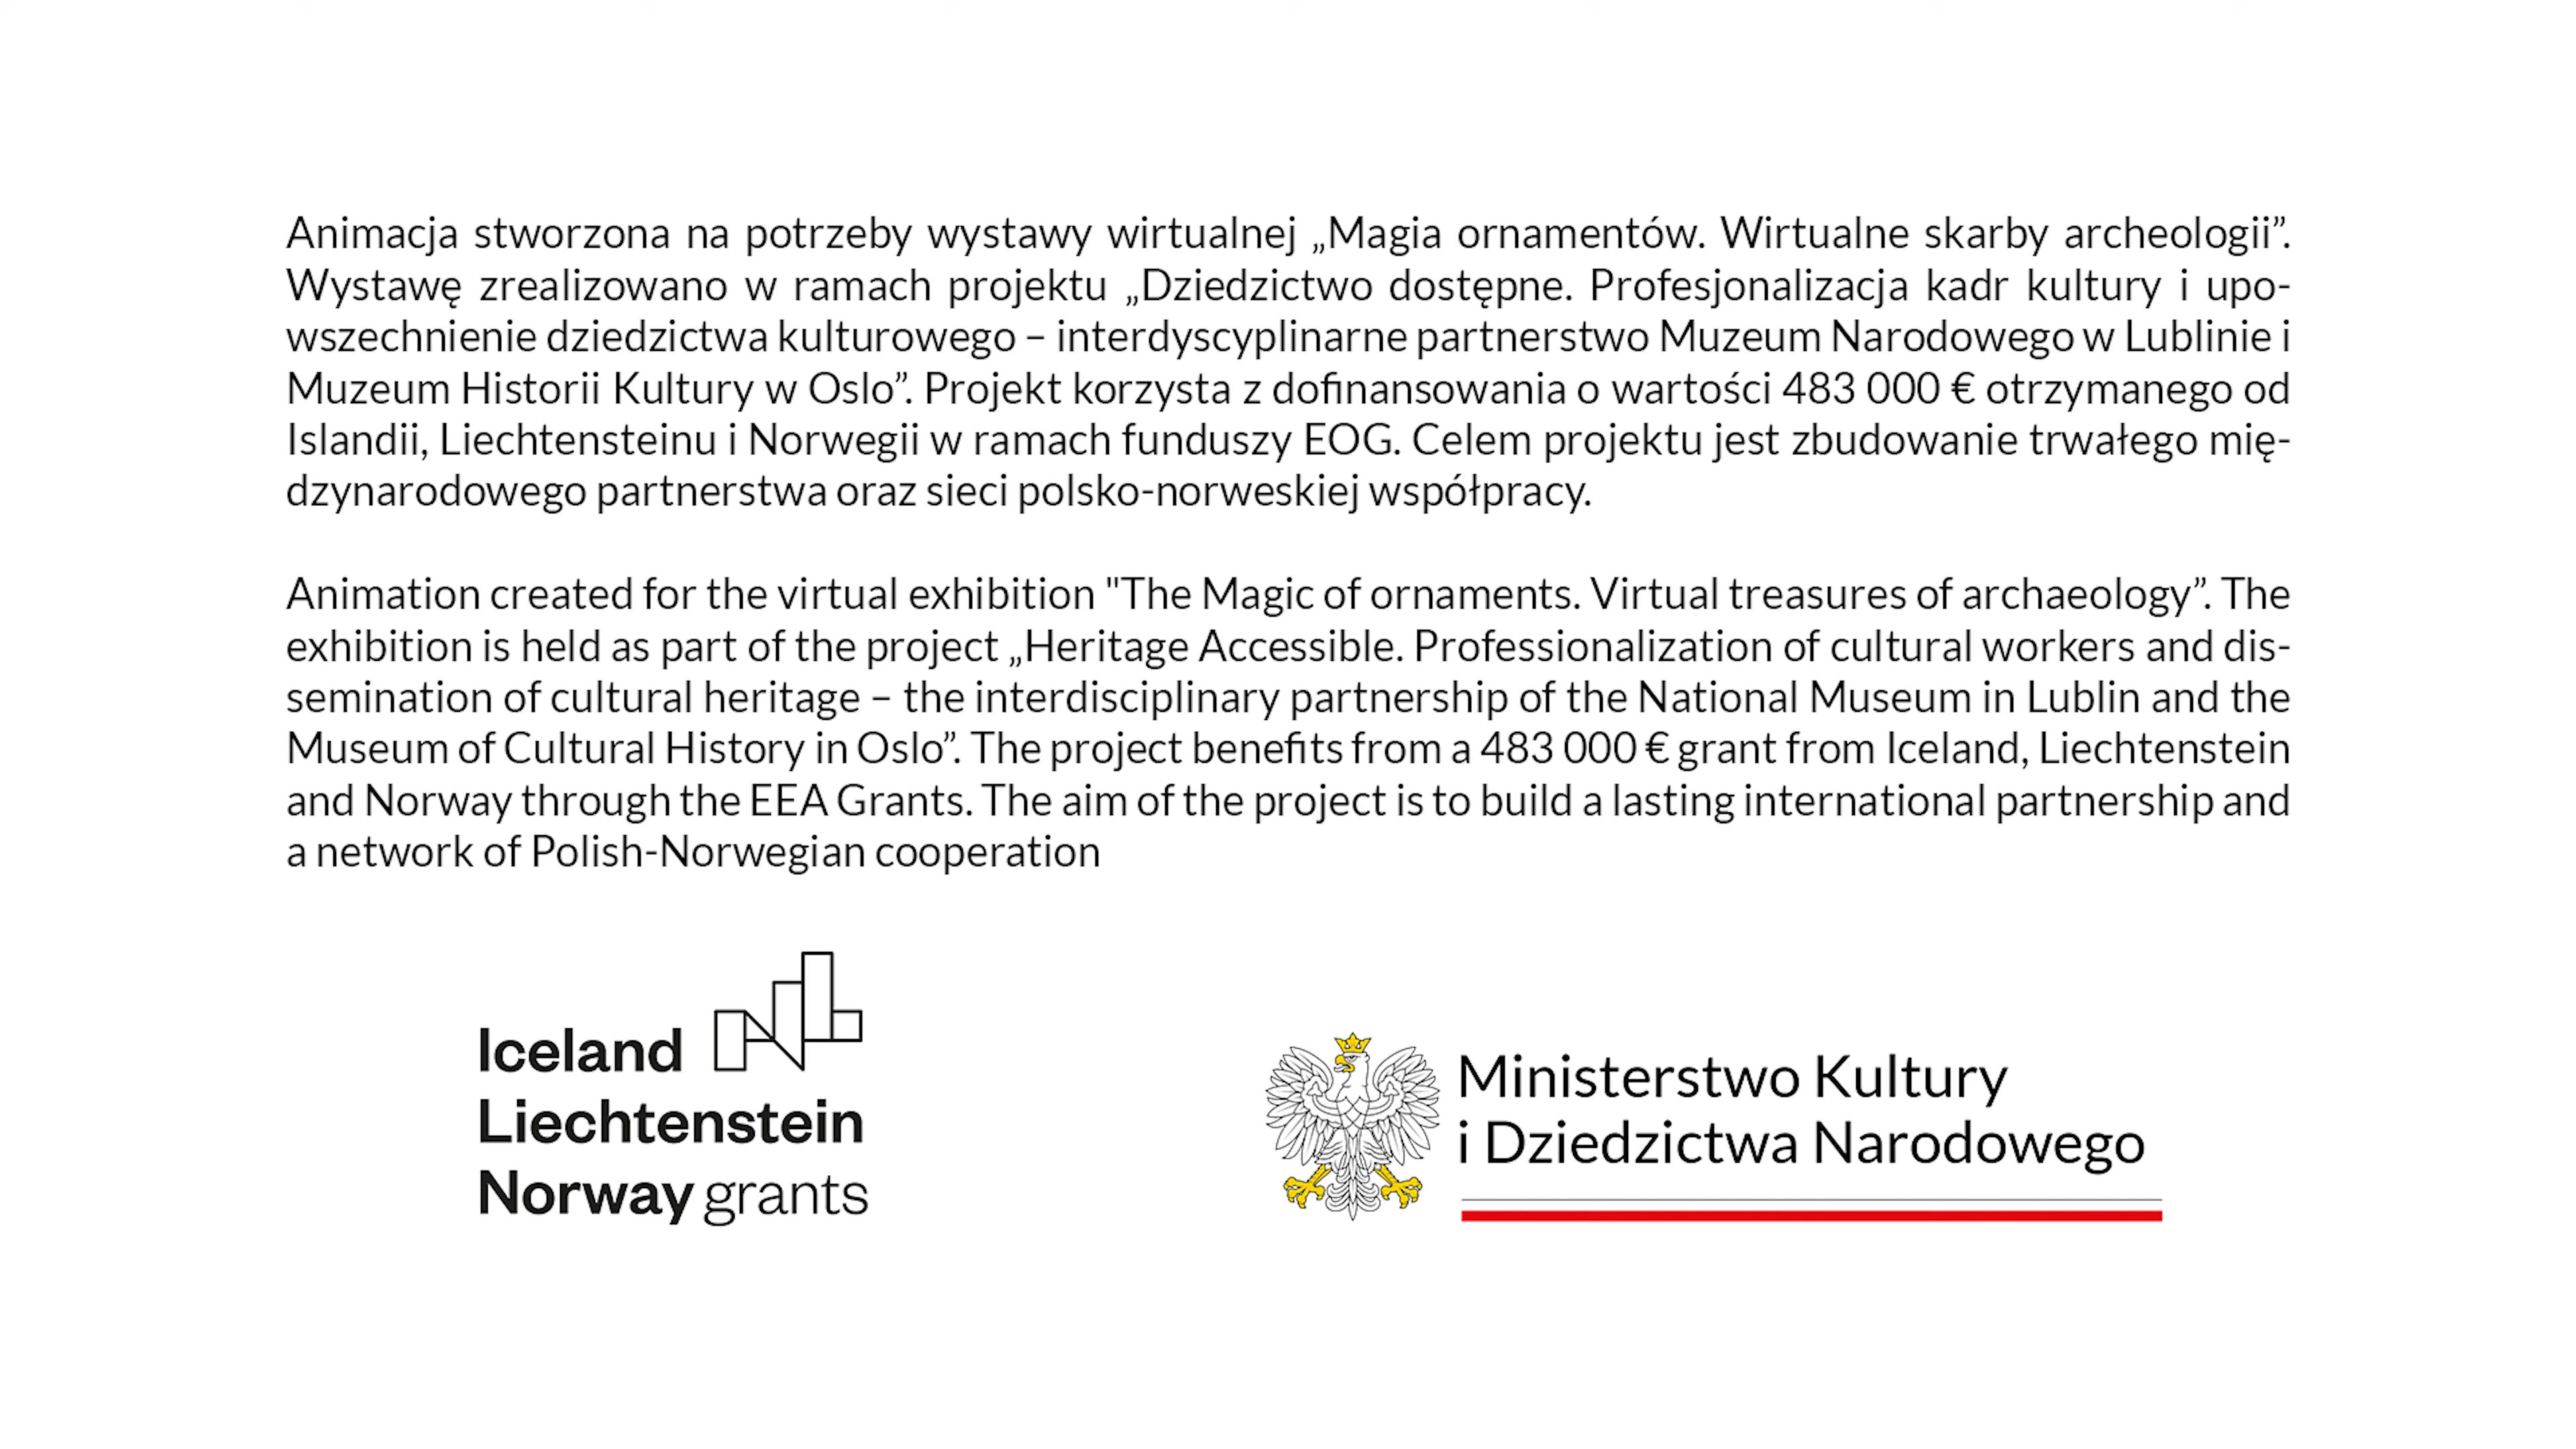 Animacja stworzona na potrzeby wystawy wirtualnej „Magia ornamentów. Wirtualne skarby archeologii”.
Wystawę zrealizowano w ramach projektu „Dziedzictwo dostępne. Profesjonalizacja kadr kultury i upo-
wszechnienie dziedzictwa kulturowego – interdyscyplinarne partnerstwo Muzeum Narodowego w Lublinie i
Muzeum Historii Kultury w Oslo”. Projekt korzysta z dofinansowania o wartości 483 000 € otrzymanego od
Islandii, Liechtensteinu i Norwegii w ramach funduszy EOG. Celem projektu jest zbudowanie trwałego mię-
dzynarodowego partnerstwa oraz sieci polsko-norweskiej współpracy.
Animation created for the virtual exhibition "The Magic of ornaments. Virtual treasures of archaeology”. The
exhibition is held as part of the project „Heritage Accessible. Professionalization of cultural workers and dis-
semination of cultural heritage – the interdisciplinary partnership of the National Museum in Lublin and the
Museum of Cultural History in Oslo”. The project benefits from a 483 000 € grant from Iceland, Liechtenstein
and Norway through the EEA Grants. The aim of the project is to build a lasting international partnership and
a network of Polish-Norwegian cooperation
Iceland
Liechtenstein
Norway grants
Ministerstwo Kultury
i Dziedzictwa Narodowego